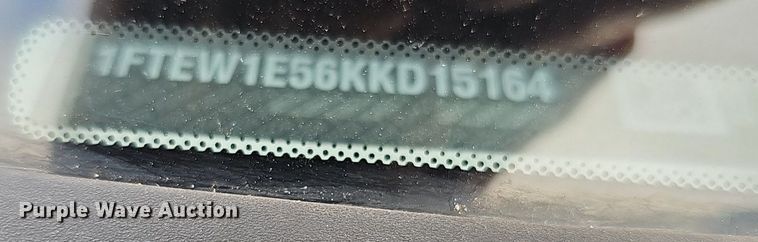 1FTEW1E56KKD15164
Purple Wave Auction